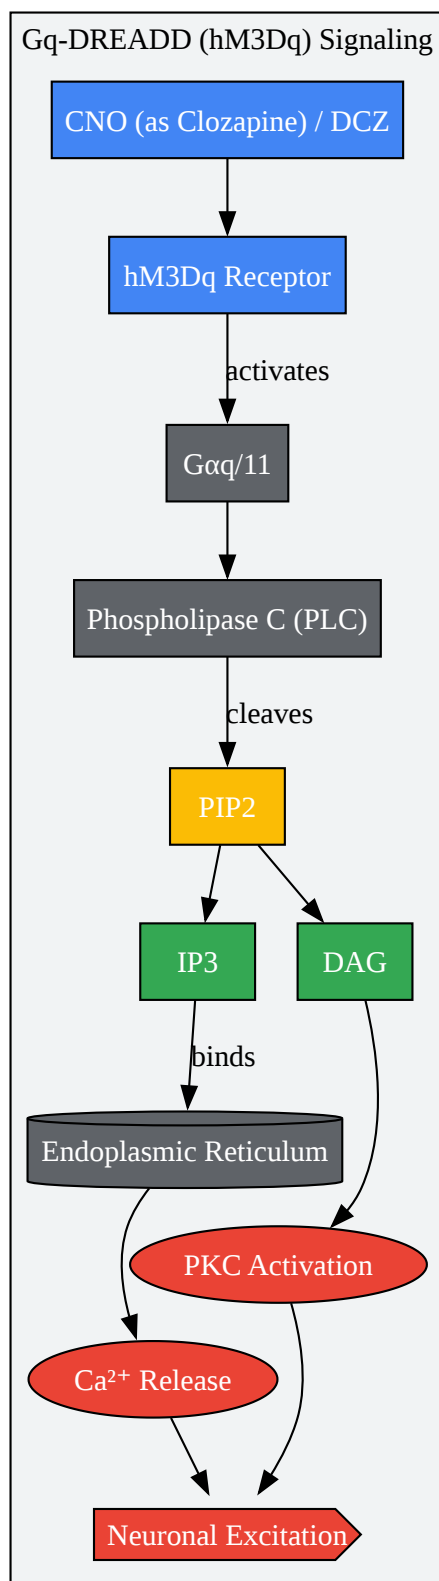 Gq-DREADD (hM3Dq) Signaling
CNO (as Clozapine) / DCZ
hM3Dq Receptor
activates
Gαq/11
Phospholipase C (PLC)
cleaves
PIP2
IP3
DAG
binds
Endoplasmic Reticulum
PKC Activation
Ca²⁺ Release
Neuronal Excitation